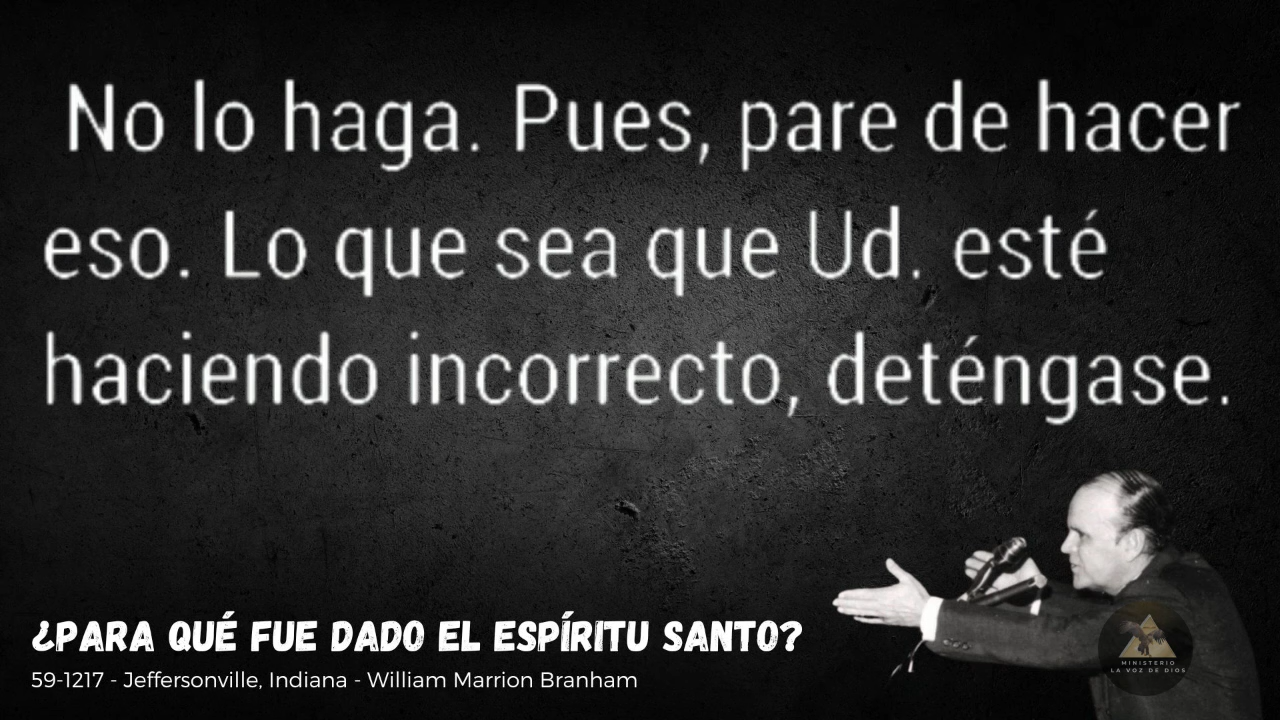 No lo haga. Pues, pare de hacer
eso. Lo que sea que Ud. esté
haciendo incorrecto, deténgase.
¿PARA QUÉ FUE DADO EL ESPÍRITU SANTO?
59-1217 - Jeffersonville, Indiana - William Marrion Branham
MINISTERIO
LA VOZ DE DIOS